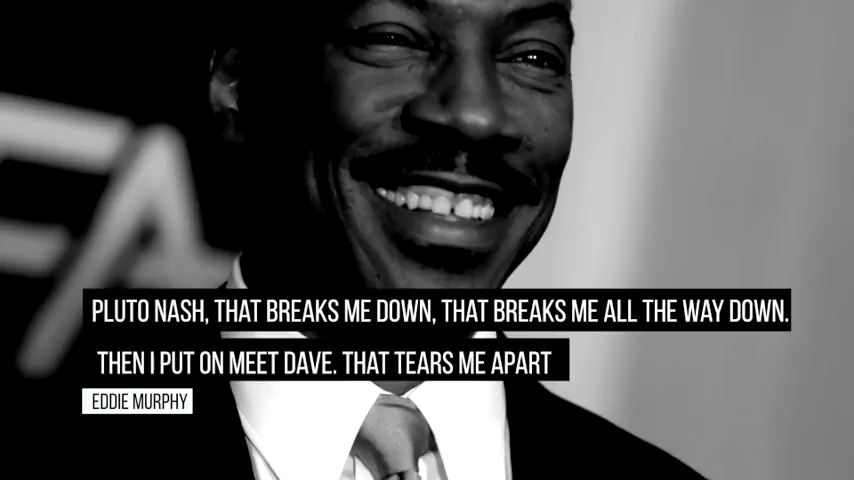 PLUTO NASH, THAT BREAKS ME DOWN, THAT BREAKS ME ALL THE WAY DOWN.
THEN I PUT ON MEET DAVE. THAT TEARS ME APART
EDDIE MURPHY